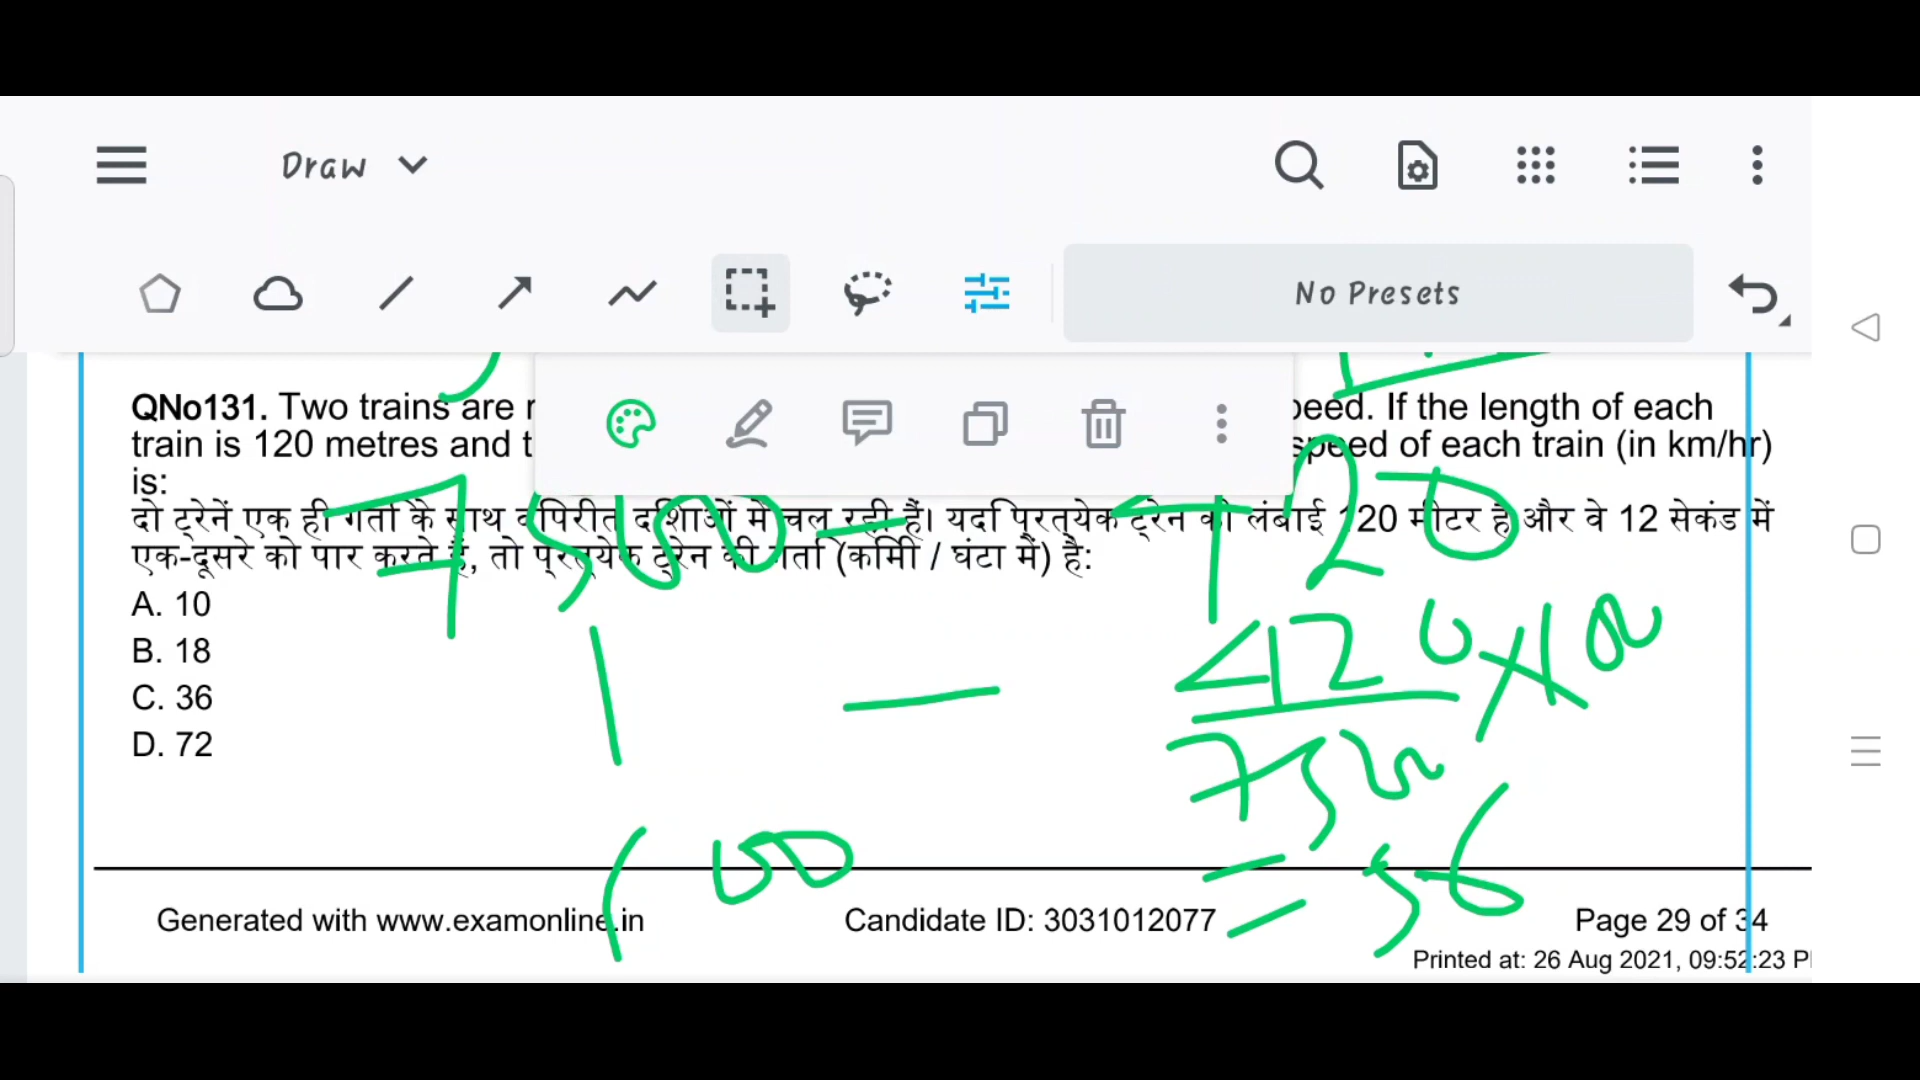 Draw
No Presets
QNo131. Two trains are peed. If the length of each
train is 120 metres and speed of each train (in km/hr)
is:
दो ट्रेनें एक ही गति के साथ विपरीत दिशाओं में चल रही हैं। यदि प्रत्येक ट्रेन की लंबाई 120 मीटर है और वे 12 सेकंड में
एक-दूसरे को पार करते हैं, तो प्रत्येक ट्रेन की गति (किमी / घंटा में) है:
A. 10
B. 18
C. 36
D. 72
Generated with www.examonline.in Candidate ID: 3031012077 Page 29 of 34
Printed at: 26 Aug 2021, 09:52:23 P